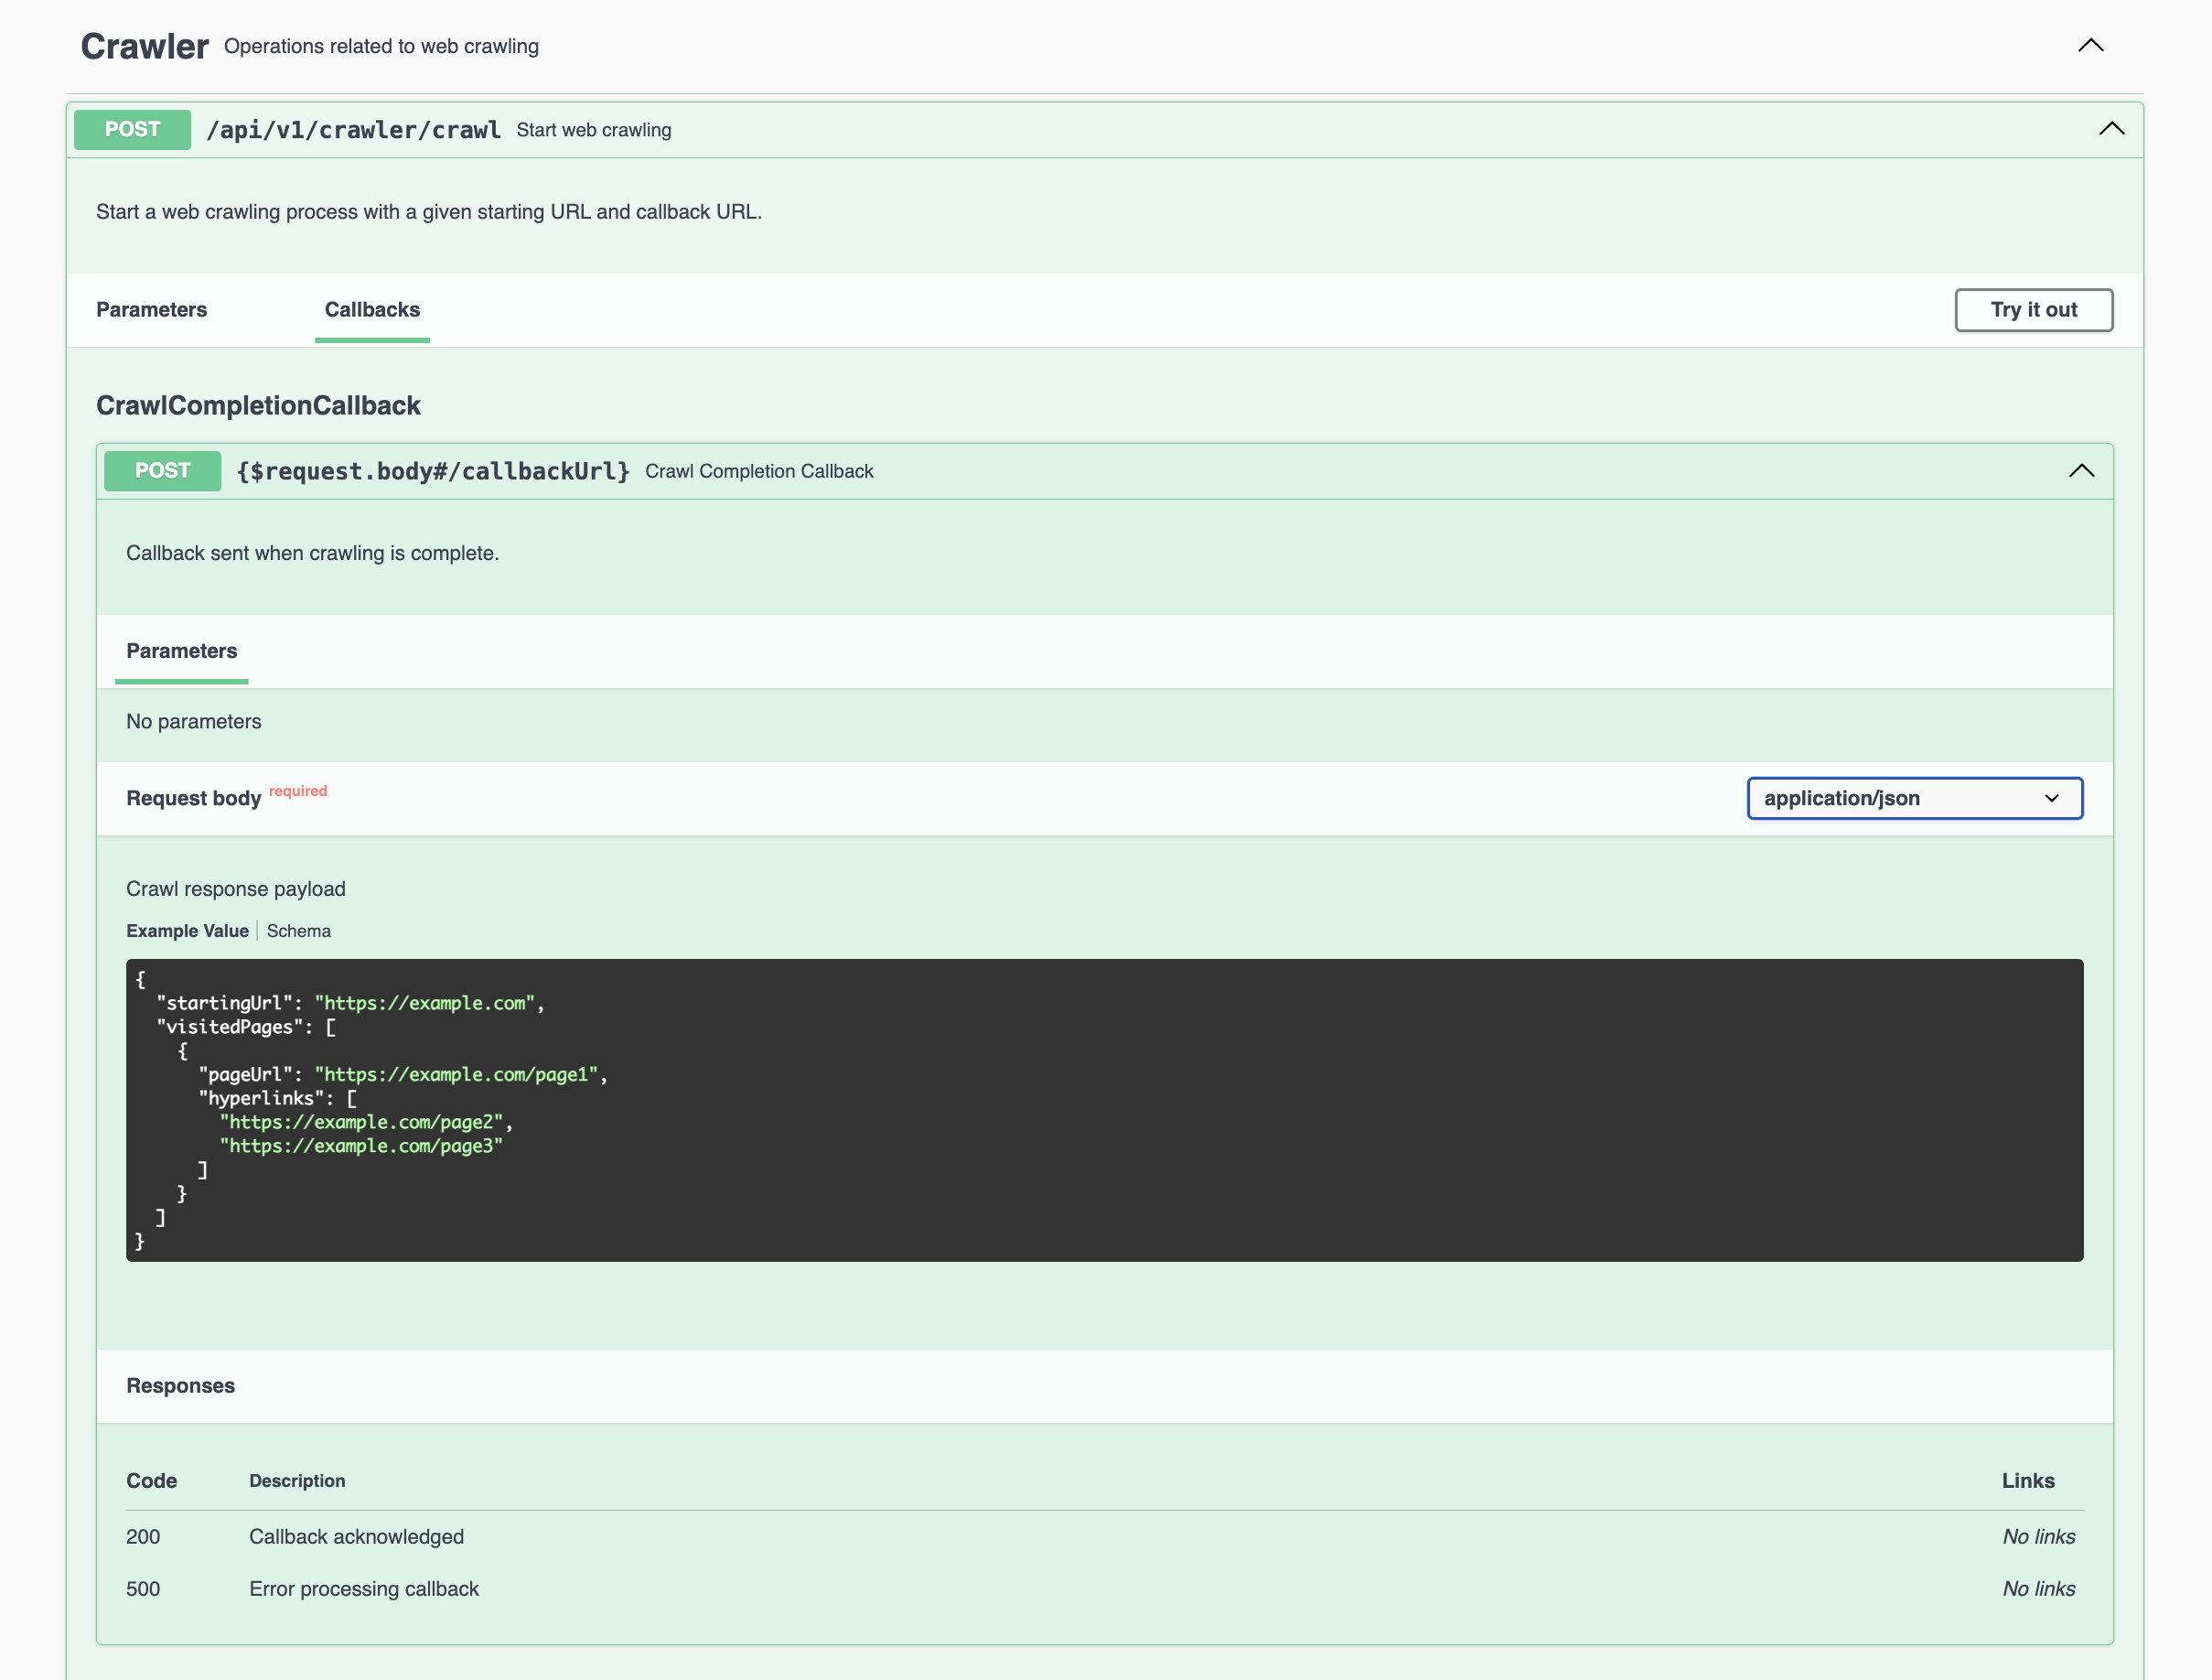 Crawler Operations related to web crawling
POST /api/v1/crawler/crawl Start web crawling
Start a web crawling process with a given starting URL and callback URL.
Parameters Callbacks Try it out
CrawlCompletionCallback
POST {$request.body#/callbackUrl} Crawl Completion Callback
Callback sent when crawling is complete.
Parameters
No parameters
Request body required application/json
Crawl response payload
Example Value Schema
{
  "startingUrl": "https://example.com",
  "visitedPages": [
    {
      "pageUrl": "https://example.com/page1",
      "hyperlinks": [
        "https://example.com/page2",
        "https://example.com/page3"
      ]
    }
  ]
}
Responses
Code Description Links
200 Callback acknowledged No links
500 Error processing callback No links